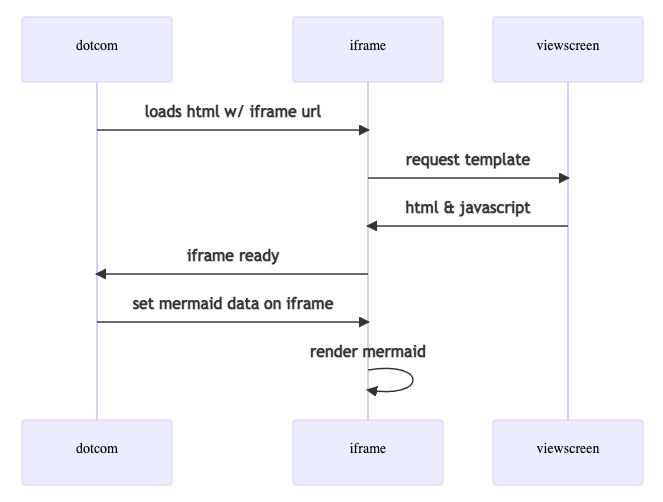 dotcom
iframe
viewscreen
loads html w/ iframe url
request template
html & javascript
iframe ready
set mermaid data on iframe
render mermaid
dotcom
iframe
viewscreen